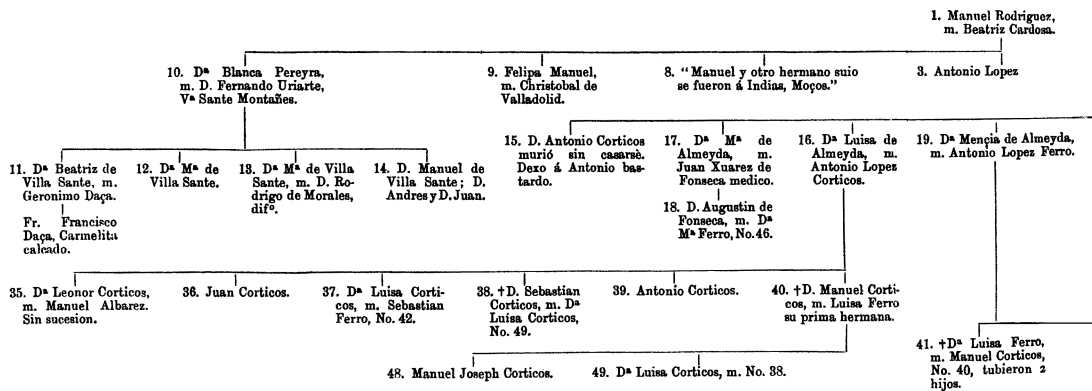 1. Manuel Rodriguez,
m. Beatriz Cardosa.
10. Dª Blanca Pereyra,
m. D. Fernando Uriarte,
Vª Sante Montañes.
9. Felipa Manuel,
m. Christobal de
Valladolid.
8. "Manuel y otro hermano suio
se fueron á Indias, Moços."
3. Antonio Lopez
15. D. Antonio Corticos
murió sin casarsè.
Dexo á Antonio bas-
tardo.
17. Dª Mª de
Almeyda, m.
Juan Xuarez de
Fonseca medico.
16. Dª Luisa de
Almeyda, m.
Antonio Lopez
Corticos.
19. Dª Mençia de Almeyda,
m. Antonio Lopez Ferro.
11. Dª Beatriz de
Villa Sante, m.
Geronimo Daça.
12. Dª Mª de
Villa Sante.
13. Dª Mª de Villa
Sante, m. D. Ro-
drigo de Morales,
difº.
14. D. Manuel de
Villa Sante; D.
Andres y D. Juan.
Fr. Francisco
Daça, Carmelita
calcado.
18. D. Augustin de
Fonseca, m. Dª
Mª Ferro, No. 46.
35. Dª Leonor Corticos,
m. Manuel Albarez.
Sin sucesion.
36. Juan Corticos.
37. Dª Luisa Corti-
cos, m. Sebastian
Ferro, No. 42.
38. †D. Sebastian
Corticos, m. Dª
Luisa Corticos,
No. 49.
39. Antonio Corticos.
40. †D. Manuel Corti-
cos, m. Luisa Ferro
su prima hermana.
41. †Dª Luisa Ferro,
m. Manuel Corticos,
No. 40, tubieron 2
hijos.
48. Manuel Joseph Corticos.
49. Dª Luisa Corticos, m. No. 38.